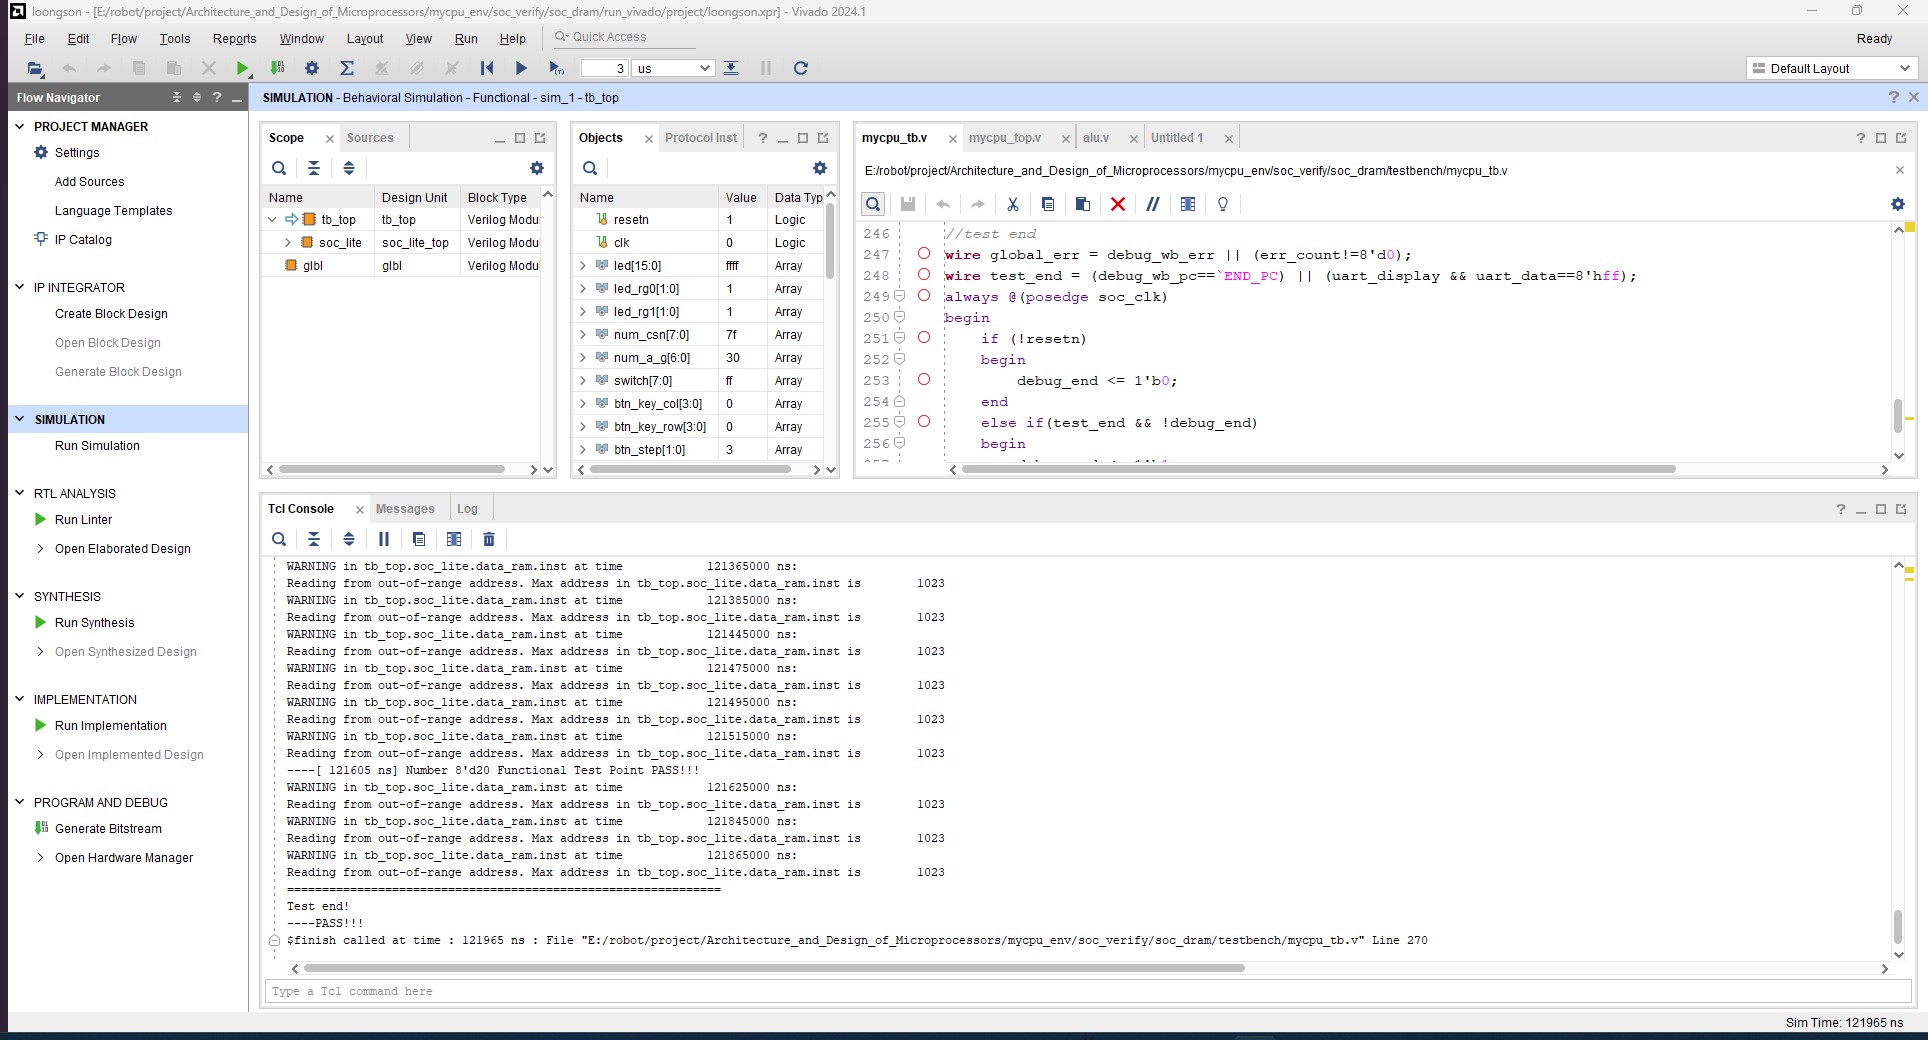 loongson - [E:/robot/project/Architecture_and_Design_of_Microprocessors/mycpu_env/soc_verify/soc_dram/run_vivado/project/loongson.xpr] - Vivado 2024.1
File Edit Flow Tools Reports Window Layout View Run Help Quick Access Ready
3 us Default Layout
Flow Navigator
SIMULATION - Behavioral Simulation - Functional - sim_1 - tb_top
PROJECT MANAGER
Settings
Add Sources
Language Templates
IP Catalog
IP INTEGRATOR
Create Block Design
Open Block Design
Generate Block Design
SIMULATION
Run Simulation
RTL ANALYSIS
Run Linter
Open Elaborated Design
SYNTHESIS
Run Synthesis
Open Synthesized Design
IMPLEMENTATION
Run Implementation
Open Implemented Design
PROGRAM AND DEBUG
Generate Bitstream
Open Hardware Manager
Scope Sources
Name Design Unit Block Type
tb_top tb_top Verilog Modu
soc_lite soc_lite_top Verilog Modu
glbl glbl Verilog Modu
Objects Protocol Inst
Name Value Data Typ
resetn 1 Logic
clk 0 Logic
led[15:0] ffff Array
led_rg0[1:0] 1 Array
led_rg1[1:0] 1 Array
num_csn[7:0] 7f Array
num_a_g[6:0] 30 Array
switch[7:0] ff Array
btn_key_col[3:0] 0 Array
btn_key_row[3:0] 0 Array
btn_step[1:0] 3 Array
mycpu_tb.v mycpu_top.v alu.v Untitled 1
E:/robot/project/Architecture_and_Design_of_Microprocessors/mycpu_env/soc_verify/soc_dram/testbench/mycpu_tb.v
246 //test end
247 wire global_err = debug_wb_err || (err_count!=8'd0);
248 wire test_end = (debug_wb_pc==`END_PC) || (uart_display && uart_data==8'hff);
249 always @(posedge soc_clk)
250 begin
251 if (!resetn)
252 begin
253 debug_end <= 1'b0;
254 end
255 else if(test_end && !debug_end)
256 begin
Tcl Console Messages Log
WARNING in tb_top.soc_lite.data_ram.inst at time 121365000 ns:
Reading from out-of-range address. Max address in tb_top.soc_lite.data_ram.inst is 1023
WARNING in tb_top.soc_lite.data_ram.inst at time 121385000 ns:
Reading from out-of-range address. Max address in tb_top.soc_lite.data_ram.inst is 1023
WARNING in tb_top.soc_lite.data_ram.inst at time 121445000 ns:
Reading from out-of-range address. Max address in tb_top.soc_lite.data_ram.inst is 1023
WARNING in tb_top.soc_lite.data_ram.inst at time 121475000 ns:
Reading from out-of-range address. Max address in tb_top.soc_lite.data_ram.inst is 1023
WARNING in tb_top.soc_lite.data_ram.inst at time 121495000 ns:
Reading from out-of-range address. Max address in tb_top.soc_lite.data_ram.inst is 1023
WARNING in tb_top.soc_lite.data_ram.inst at time 121515000 ns:
Reading from out-of-range address. Max address in tb_top.soc_lite.data_ram.inst is 1023
----[ 121605 ns] Number 8'd20 Functional Test Point PASS!!!
WARNING in tb_top.soc_lite.data_ram.inst at time 121625000 ns:
Reading from out-of-range address. Max address in tb_top.soc_lite.data_ram.inst is 1023
WARNING in tb_top.soc_lite.data_ram.inst at time 121845000 ns:
Reading from out-of-range address. Max address in tb_top.soc_lite.data_ram.inst is 1023
WARNING in tb_top.soc_lite.data_ram.inst at time 121865000 ns:
Reading from out-of-range address. Max address in tb_top.soc_lite.data_ram.inst is 1023
==============================================================
Test end!
----PASS!!!
$finish called at time : 121965 ns : File "E:/robot/project/Architecture_and_Design_of_Microprocessors/mycpu_env/soc_verify/soc_dram/testbench/mycpu_tb.v" Line 270
Type a Tcl command here
Sim Time: 121965 ns